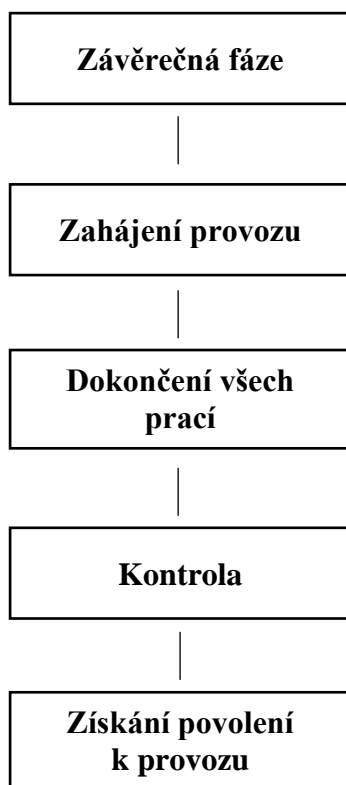 Závěrečná fáze
Zahájení provozu
Dokončení všech
prací
Kontrola
Získání povolení
k provozu